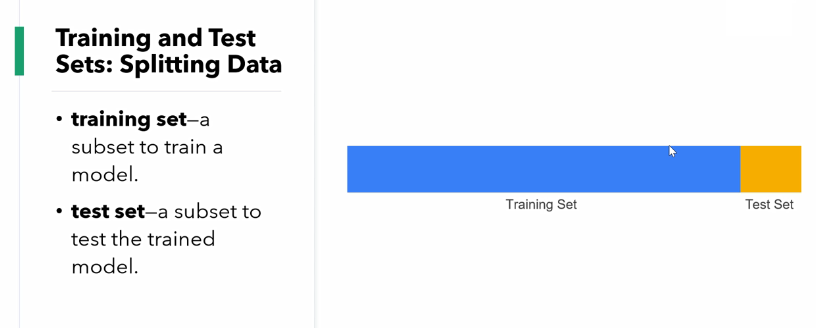 Training and Test
Sets: Splitting Data
• training set—a
subset to train a
model.
• test set—a subset to
test the trained
model.
Training Set
Test Set